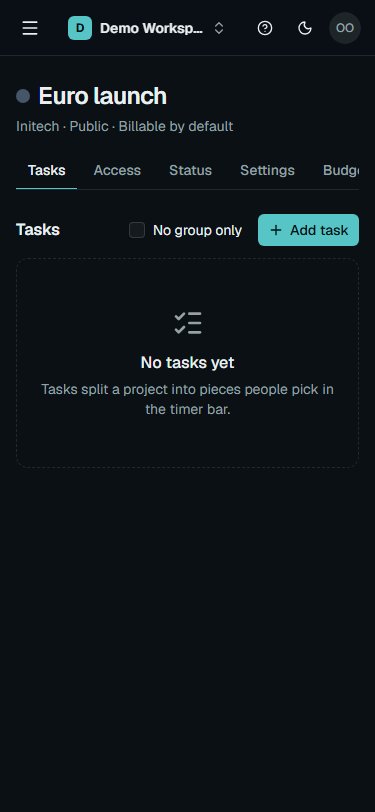 D Demo Worksp... OO
Euro launch
Initech · Public · Billable by default
Tasks Access Status Settings Budge
Tasks No group only + Add task
No tasks yet
Tasks split a project into pieces people pick in
the timer bar.